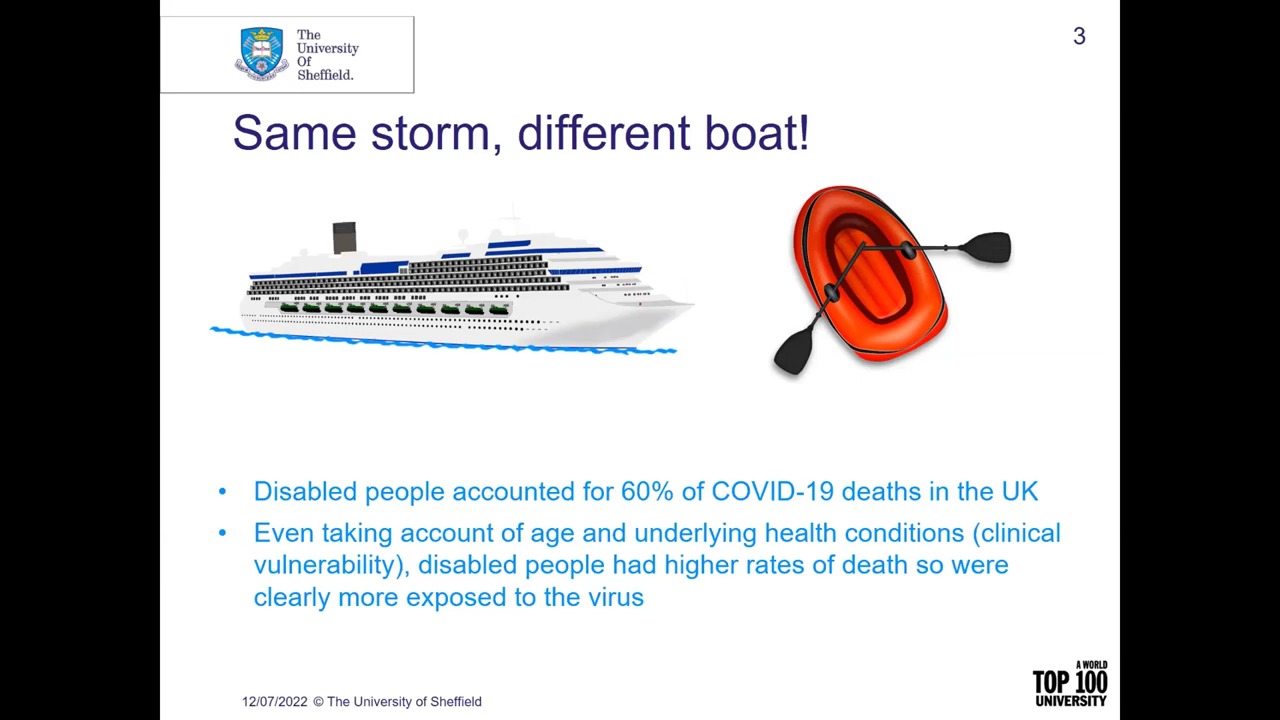 The
University
Of
Sheffield.
3
Same storm, different boat!
• Disabled people accounted for 60% of COVID-19 deaths in the UK
• Even taking account of age and underlying health conditions (clinical
vulnerability), disabled people had higher rates of death so were
clearly more exposed to the virus
12/07/2022 © The University of Sheffield
A WORLD
TOP 100
UNIVERSITY